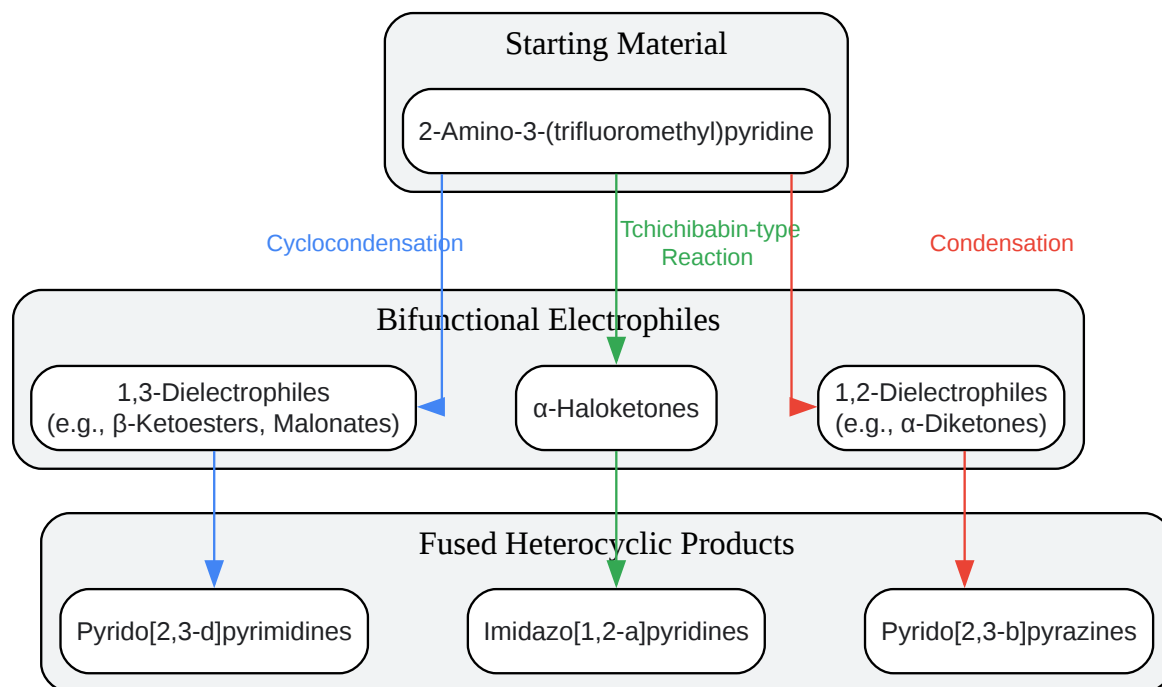 Starting Material
2-Amino-3-(trifluoromethyl)pyridine
Cyclocondensation
Tchichibabin-type
Reaction
Condensation
Bifunctional Electrophiles
1,3-Dielectrophiles
(e.g., β-Ketoesters, Malonates)
α-Haloketones
1,2-Dielectrophiles
(e.g., α-Diketones)
Fused Heterocyclic Products
Pyrido[2,3-d]pyrimidines
Imidazo[1,2-a]pyridines
Pyrido[2,3-b]pyrazines